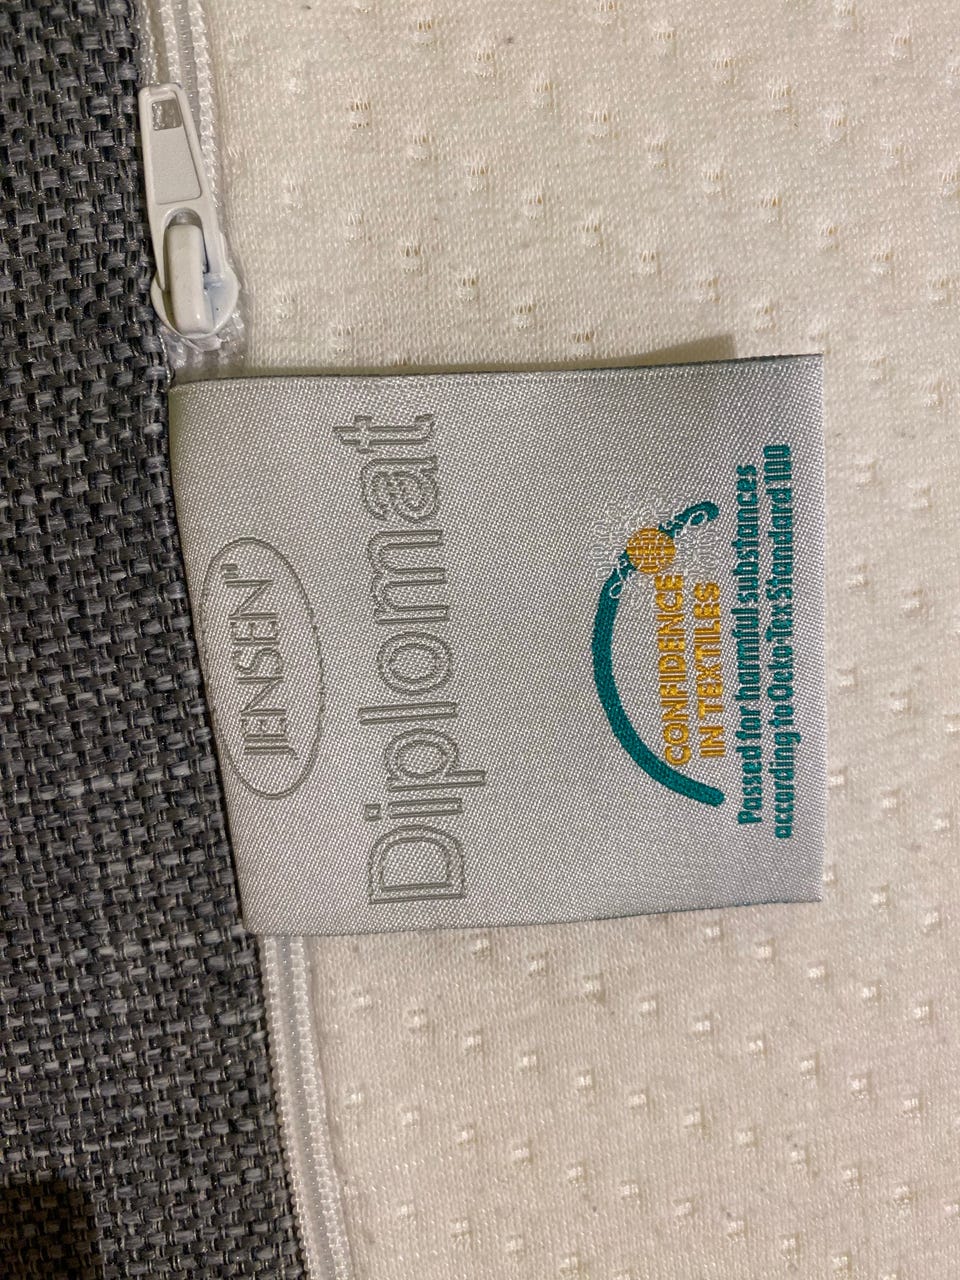 JENSEN
Diplomat
CONFIDENCE
IN TEXTILES
Passed for harmful substances
according to Oeko-Tex Standard 100